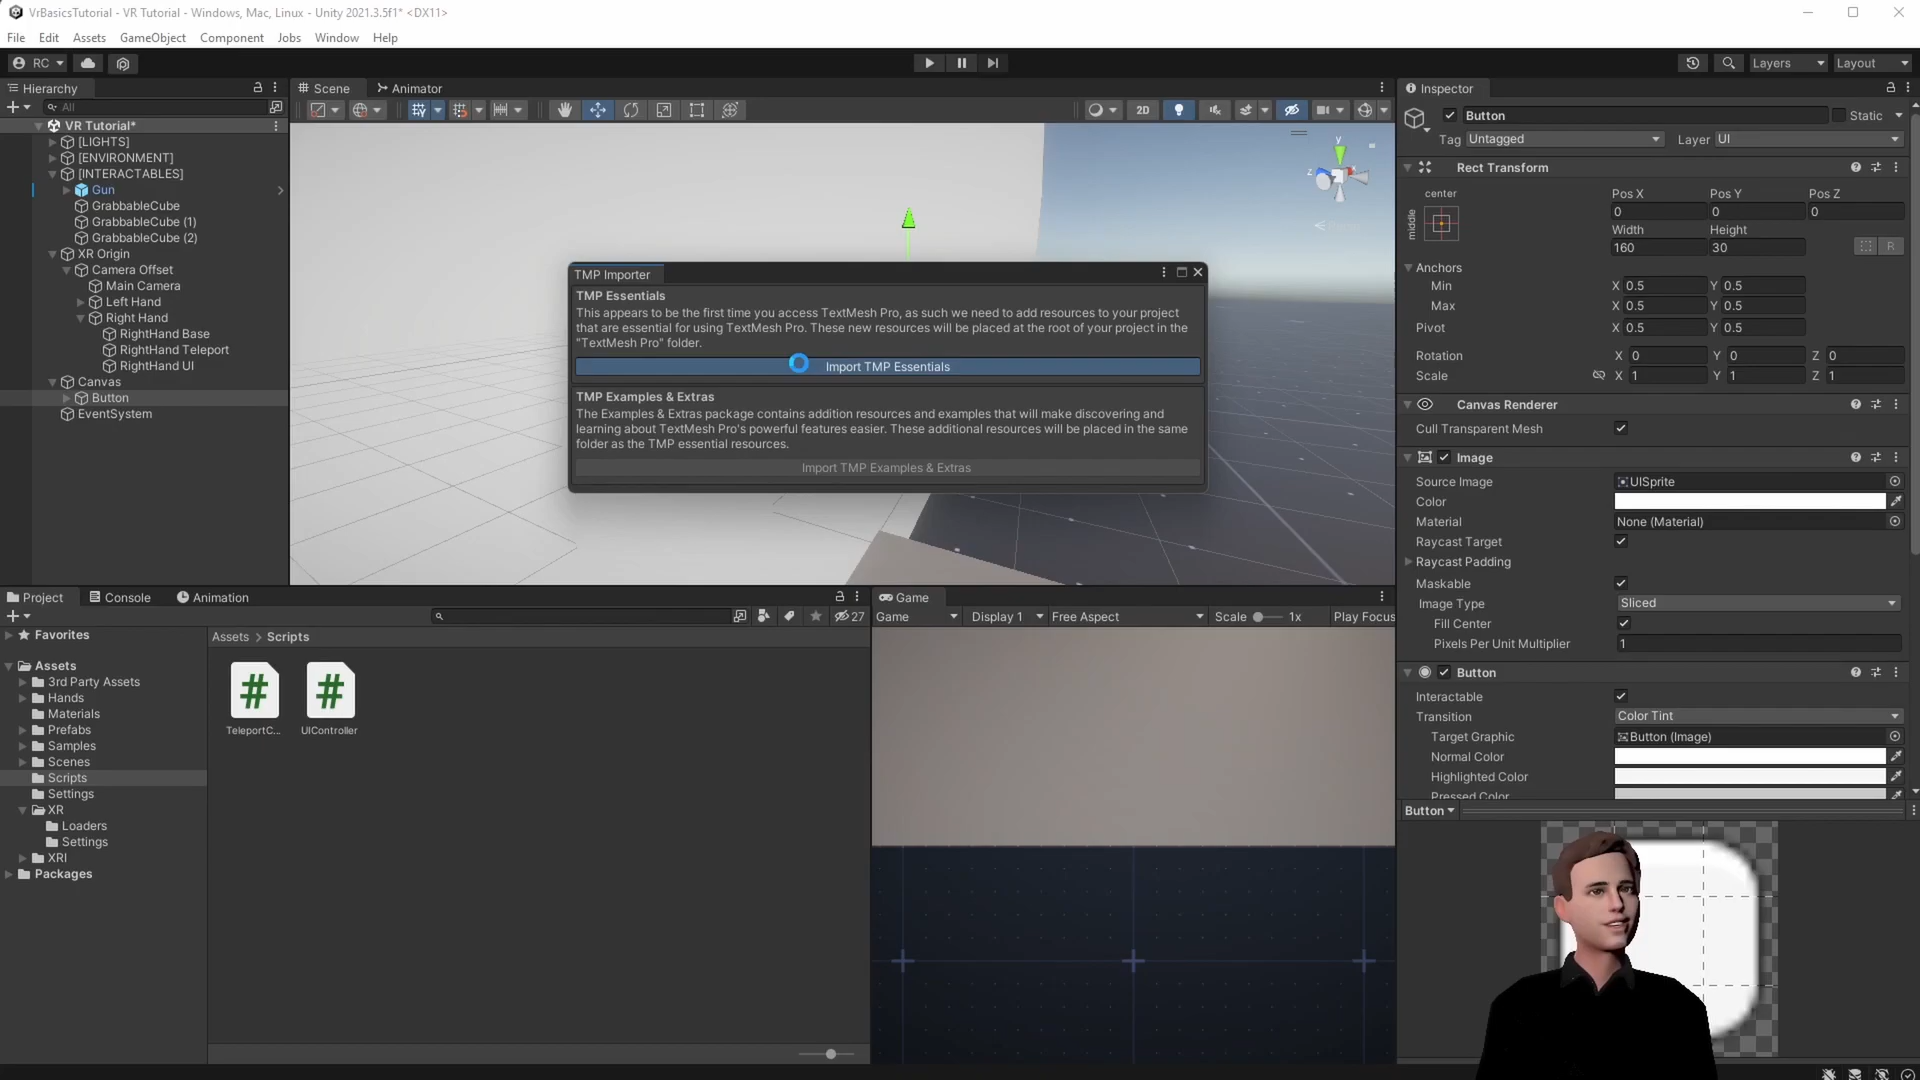 VrBasicsTutorial - VR Tutorial - Windows, Mac, Linux - Unity 2021.3.5f1* <DX11>
File Edit Assets GameObject Component Jobs Window Help
RC Layers Layout
Hierarchy
All
VR Tutorial*
[LIGHTS]
[ENVIRONMENT]
[INTERACTABLES]
Gun
GrabbableCube
GrabbableCube (1)
GrabbableCube (2)
XR Origin
Camera Offset
Main Camera
Left Hand
Right Hand
RightHand Base
RightHand Teleport
RightHand UI
Canvas
Button
EventSystem
Scene Animator
2D
y
z
TMP Importer
TMP Essentials
This appears to be the first time you access TextMesh Pro, as such we need to add resources to your project
that are essential for using TextMesh Pro. These new resources will be placed at the root of your project in the
"TextMesh Pro" folder.
Import TMP Essentials
TMP Examples & Extras
The Examples & Extras package contains addition resources and examples that will make discovering and
learning about TextMesh Pro's powerful features easier. These additional resources will be placed in the same
folder as the TMP essential resources.
Import TMP Examples & Extras
Inspector
Button Static
Tag Untagged Layer UI
Rect Transform
center Pos X Pos Y Pos Z
middle 0 0 0
Width Height
160 30 R
Anchors
Min X 0.5 Y 0.5
Max X 0.5 Y 0.5
Pivot X 0.5 Y 0.5
Rotation X 0 Y 0 Z 0
Scale X 1 Y 1 Z 1
Canvas Renderer
Cull Transparent Mesh
Image
Source Image UISprite
Color
Material None (Material)
Raycast Target
Raycast Padding
Maskable
Image Type Sliced
Fill Center
Pixels Per Unit Multiplier 1
Button
Interactable
Transition Color Tint
Target Graphic Button (Image)
Normal Color
Highlighted Color
Pressed Color
Button
Project Console Animation
27
Favorites
Assets
3rd Party Assets
Hands
Materials
Prefabs
Samples
Scenes
Scripts
Settings
XR
Loaders
Settings
XRI
Packages
Assets > Scripts
# #
TeleportC... UIController
Game
Game Display 1 Free Aspect Scale 1x Play Focus